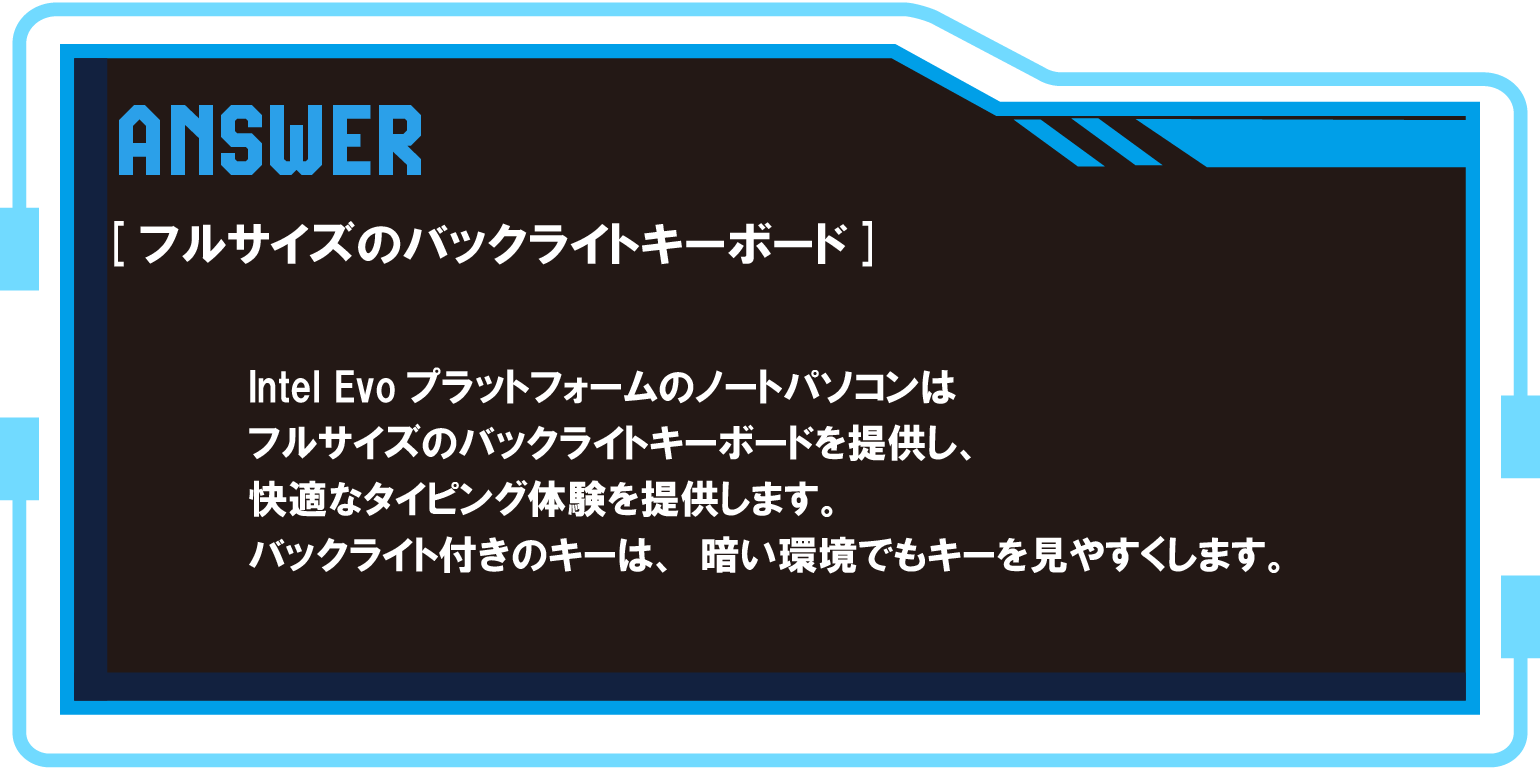 ANSWER
[ フルサイズのバックライトキーボード ]
Intel Evo プラットフォームのノートパソコンは
フルサイズのバックライトキーボードを提供し、
快適なタイピング体験を提供します。
バックライト付きのキーは、 暗い環境でもキーを見やすくします。